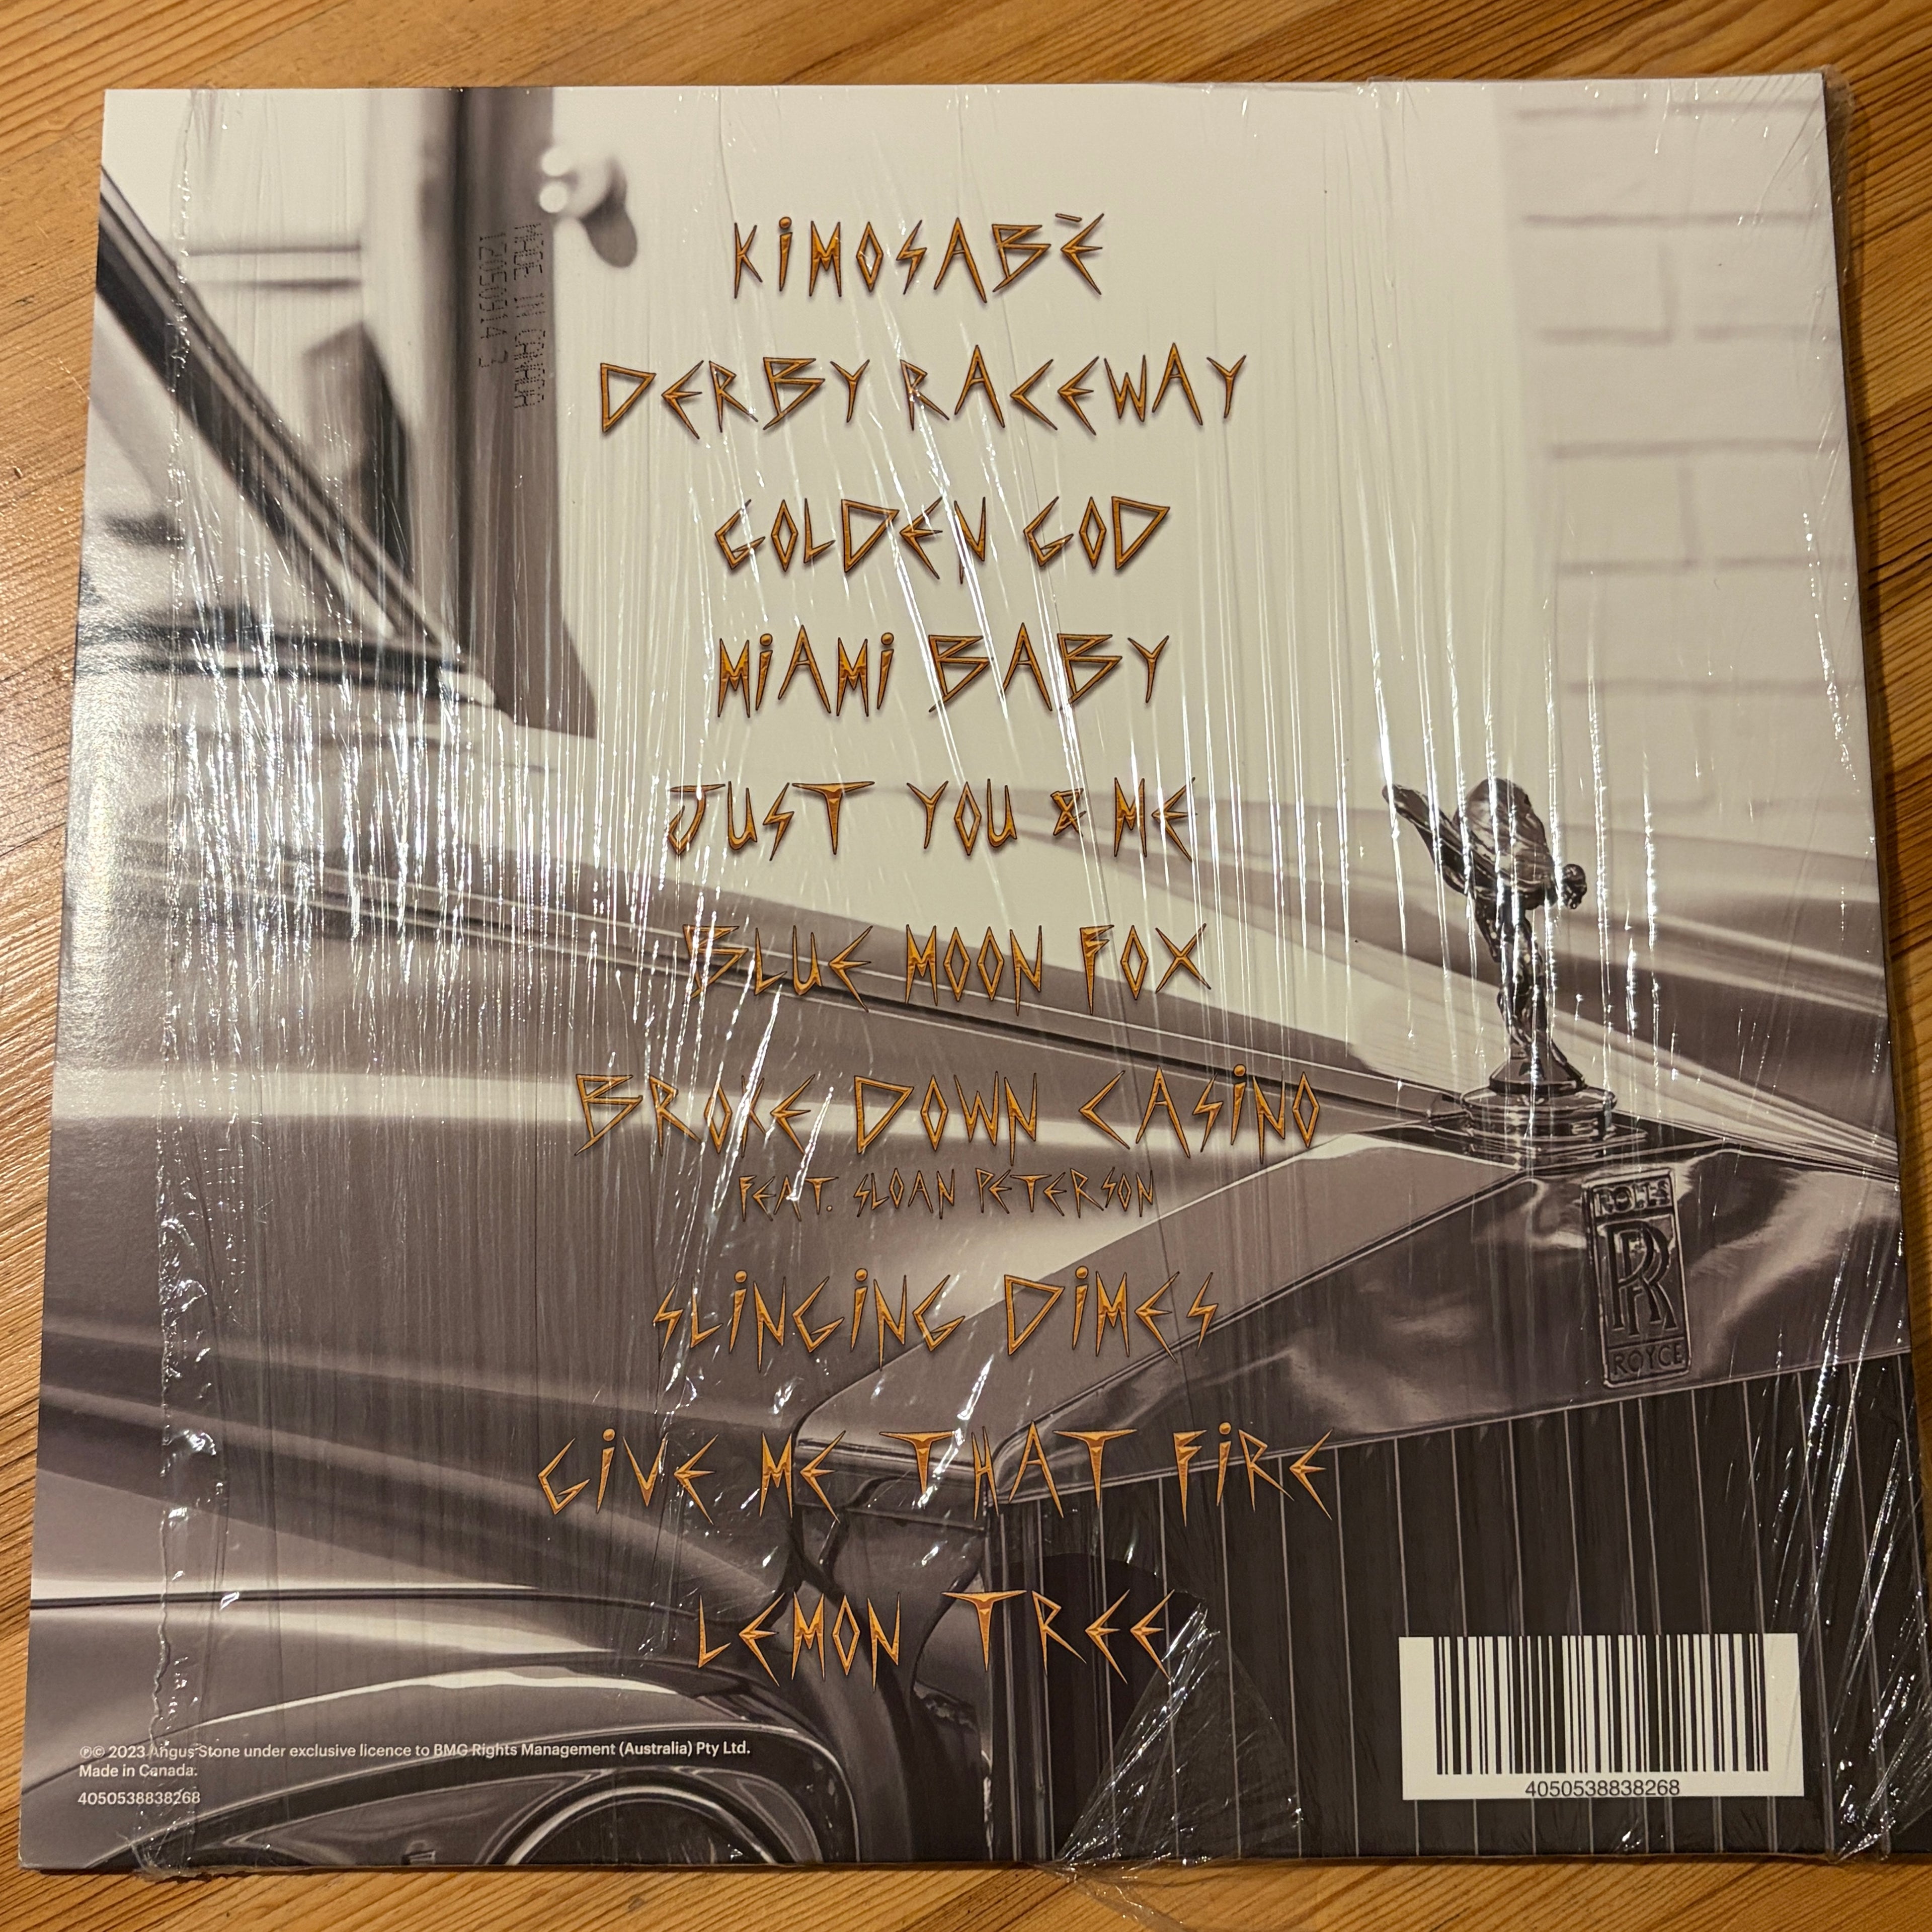 KiMOSABĒ
DERBY RACEWAY
GOLDEN GOD
MiAMi BABY
JUST YOU & ME
BLUE MOON FOX
BROKE DOWN CASiNO
FEAT. SLOAN PETERSON
SLiNGiNG DiMES
GiVE ME THAT FiRE
LEMON TREE
MADE IN CANADA
12050914 3
ROLLS
RR
ROYCE
℗© 2023 Angus Stone under exclusive licence to BMG Rights Management (Australia) Pty Ltd.
Made in Canada.
4050538838268
4050538838268